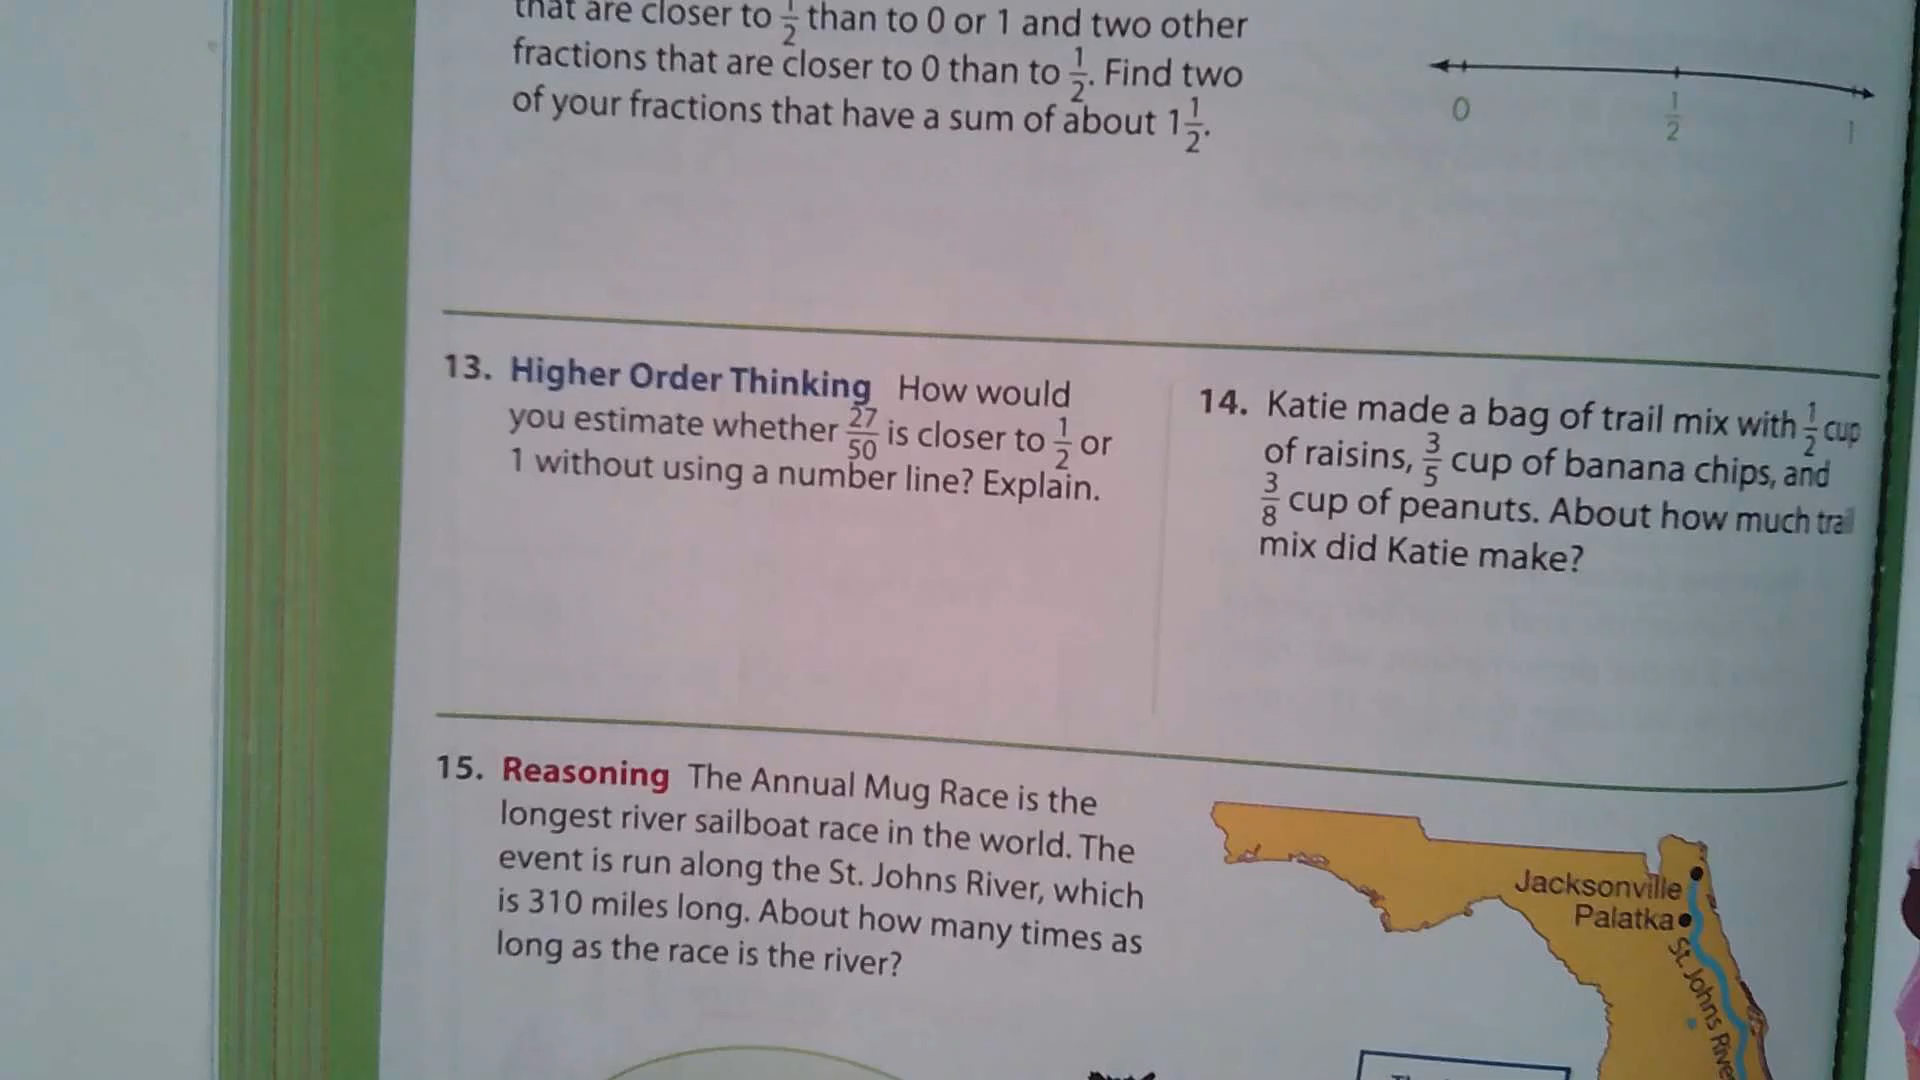 that are closer to 1/2 than to 0 or 1 and two other
fractions that are closer to 0 than to 1/2. Find two
of your fractions that have a sum of about 1 1/2.
0 1/2 1
13. Higher Order Thinking How would
you estimate whether 27/50 is closer to 1/2 or
1 without using a number line? Explain.
14. Katie made a bag of trail mix with 1/2 cup
of raisins, 3/5 cup of banana chips, and
3/8 cup of peanuts. About how much trail
mix did Katie make?
15. Reasoning The Annual Mug Race is the
longest river sailboat race in the world. The
event is run along the St. Johns River, which
is 310 miles long. About how many times as
long as the race is the river?
Jacksonville
Palatka
St. Johns River